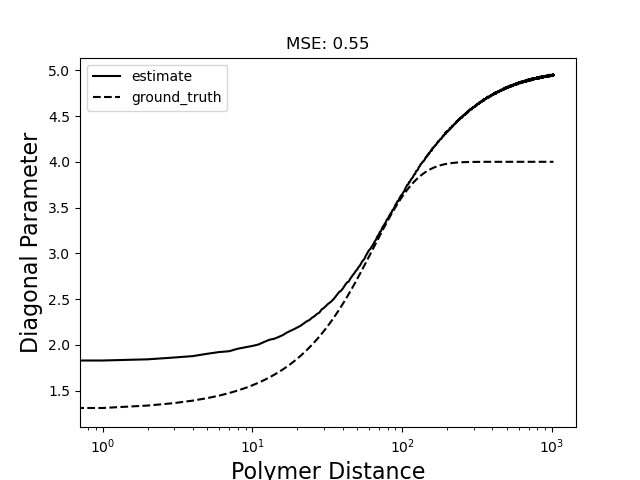 MSE: 0.55
estimate
ground_truth
Diagonal Parameter
5.0
4.5
4.0
3.5
3.0
2.5
2.0
1.5
10⁰ 10¹ 10² 10³
Polymer Distance